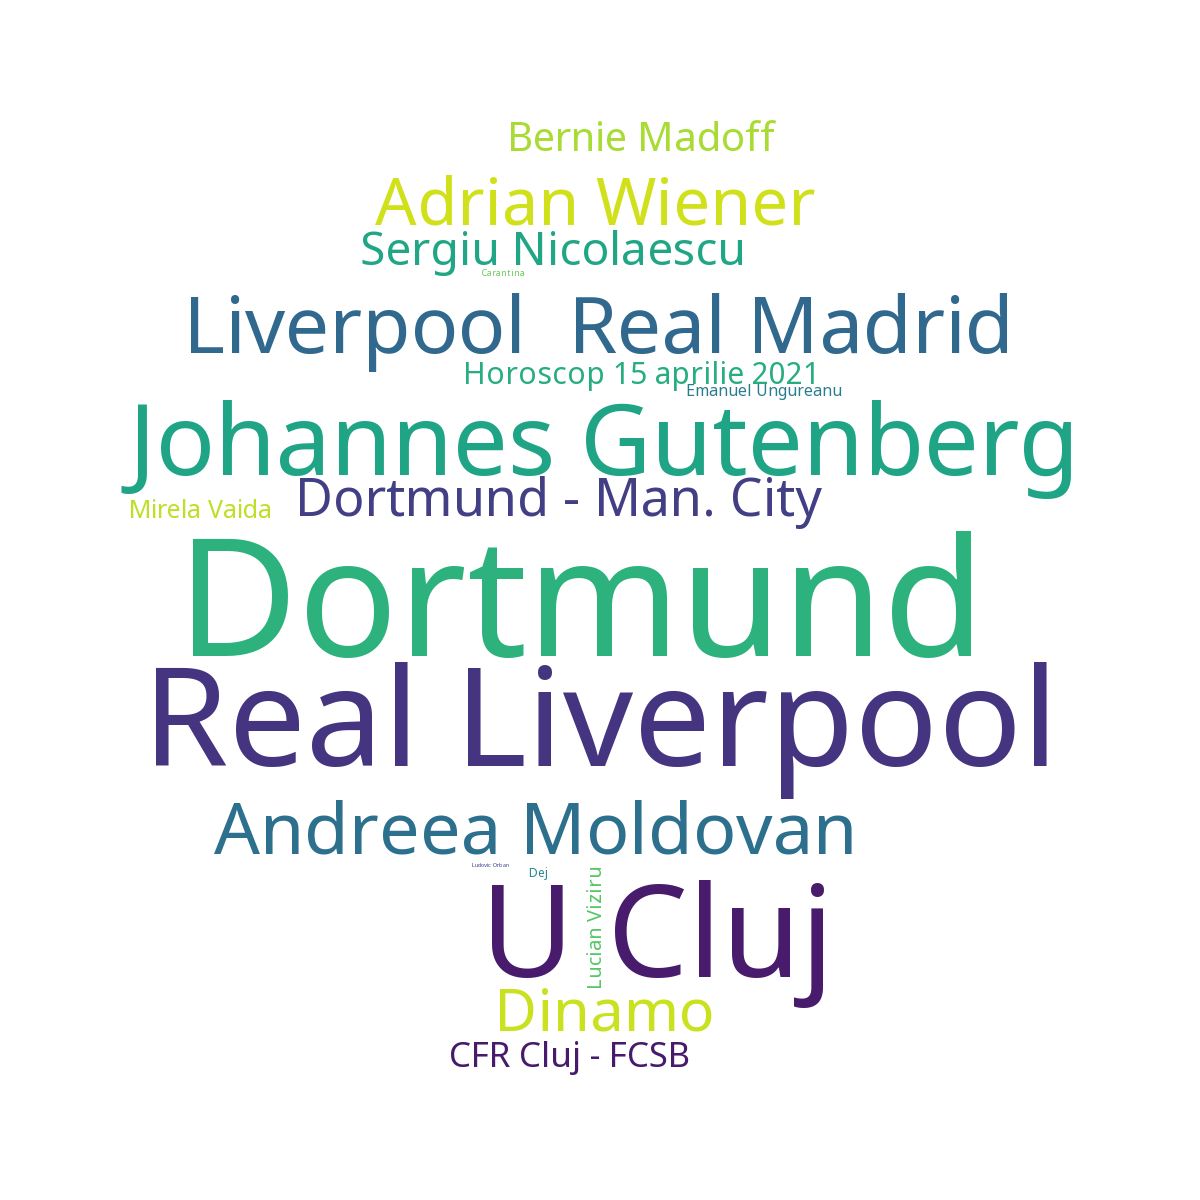 Bernie Madoff
Adrian Wiener
Sergiu Nicolaescu
Carantina
Liverpool Real Madrid
Horoscop 15 aprilie 2021
Emanuel Ungureanu
Johannes Gutenberg
Dortmund - Man. City
Mirela Vaida
Dortmund
Real Liverpool
Andreea Moldovan
Ludovic Orban
Dej
Lucian Viziru
U Cluj
Dinamo
CFR Cluj - FCSB